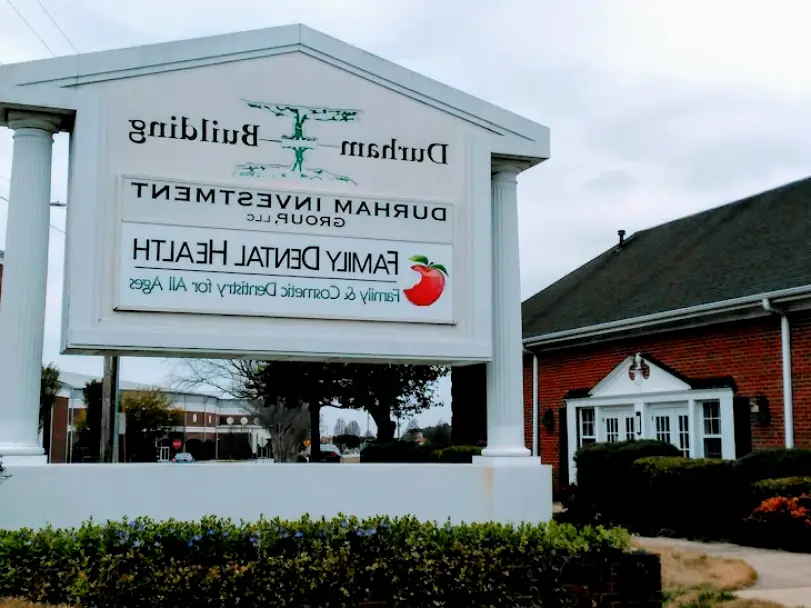 Durham Building
DURHAM INVESTMENT
GROUP, LLC
FAMILY DENTAL HEALTH
Family & Cosmetic Dentistry for All Ages